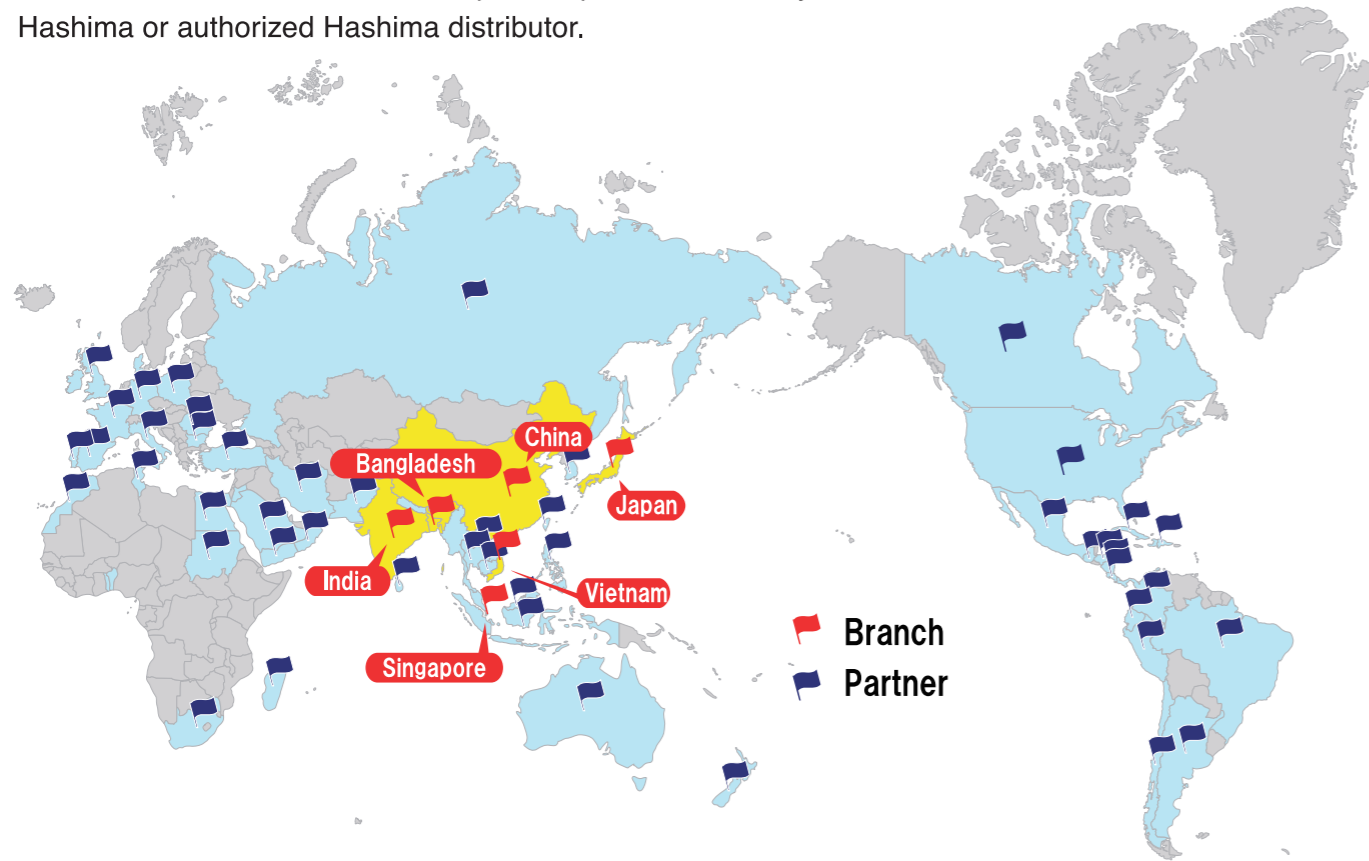 Hashima or authorized Hashima distributor.
China
Bangladesh
Japan
India
Vietnam
Singapore
Branch
Partner